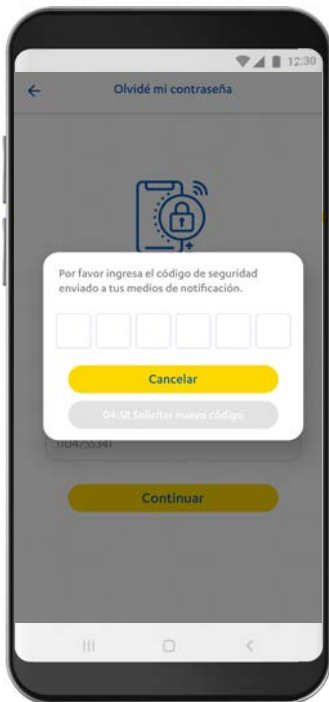 12:30
Olvidé mi contraseña
Por favor ingresa el código de seguridad
enviado a tus medios de notificación.
Cancelar
04:58 Solicitar nuevo código
1104755341
Continuar